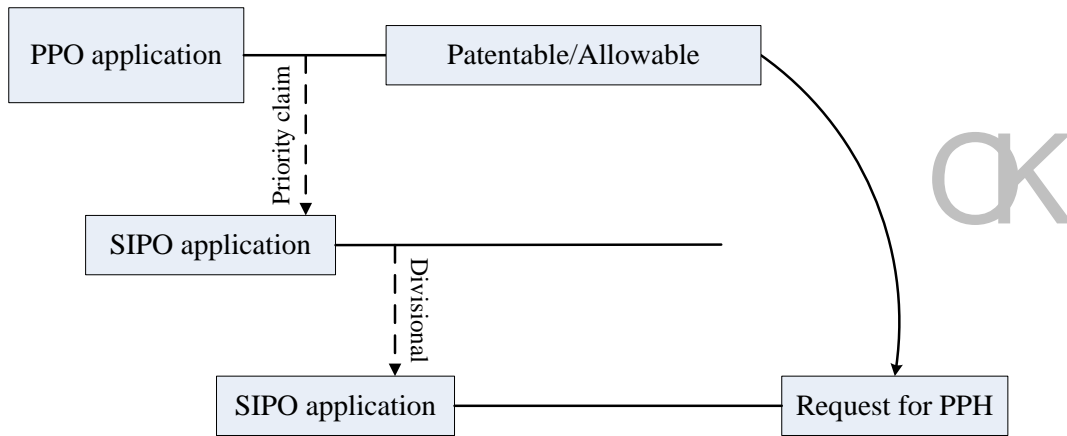 PPO application
Patentable/Allowable
Priority claim
OK
SIPO application
Divisional
SIPO application
Request for PPH